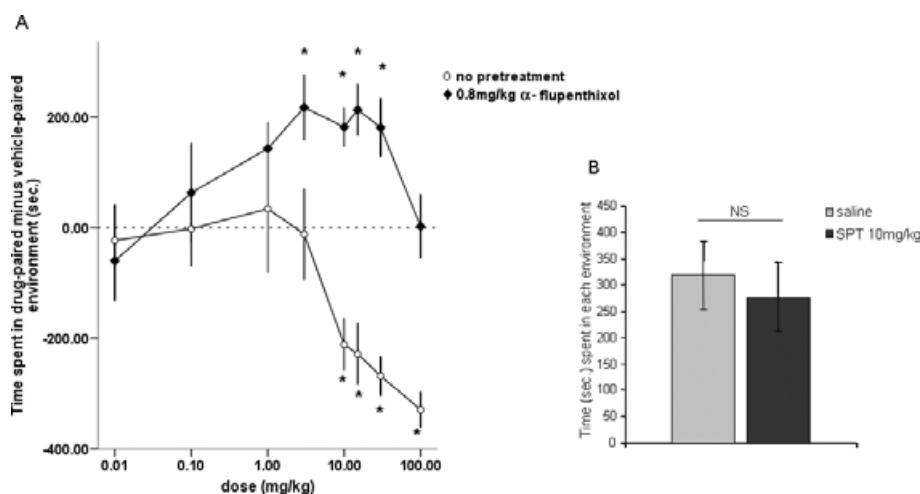 A
Time spent in drug-paired minus vehicle-paired
environment (sec.)
200.00
0.00
-200.00
-400.00
* * * *
* * * *
0.01 0.10 1.00 10.00 100.00
dose (mg/kg)
no pretreatment
0.8mg/kg α- flupenthixol
B
Time (sec.) spent in each environment
450
400
350
300
250
200
150
100
50
0
NS
saline
SPT 10mg/kg